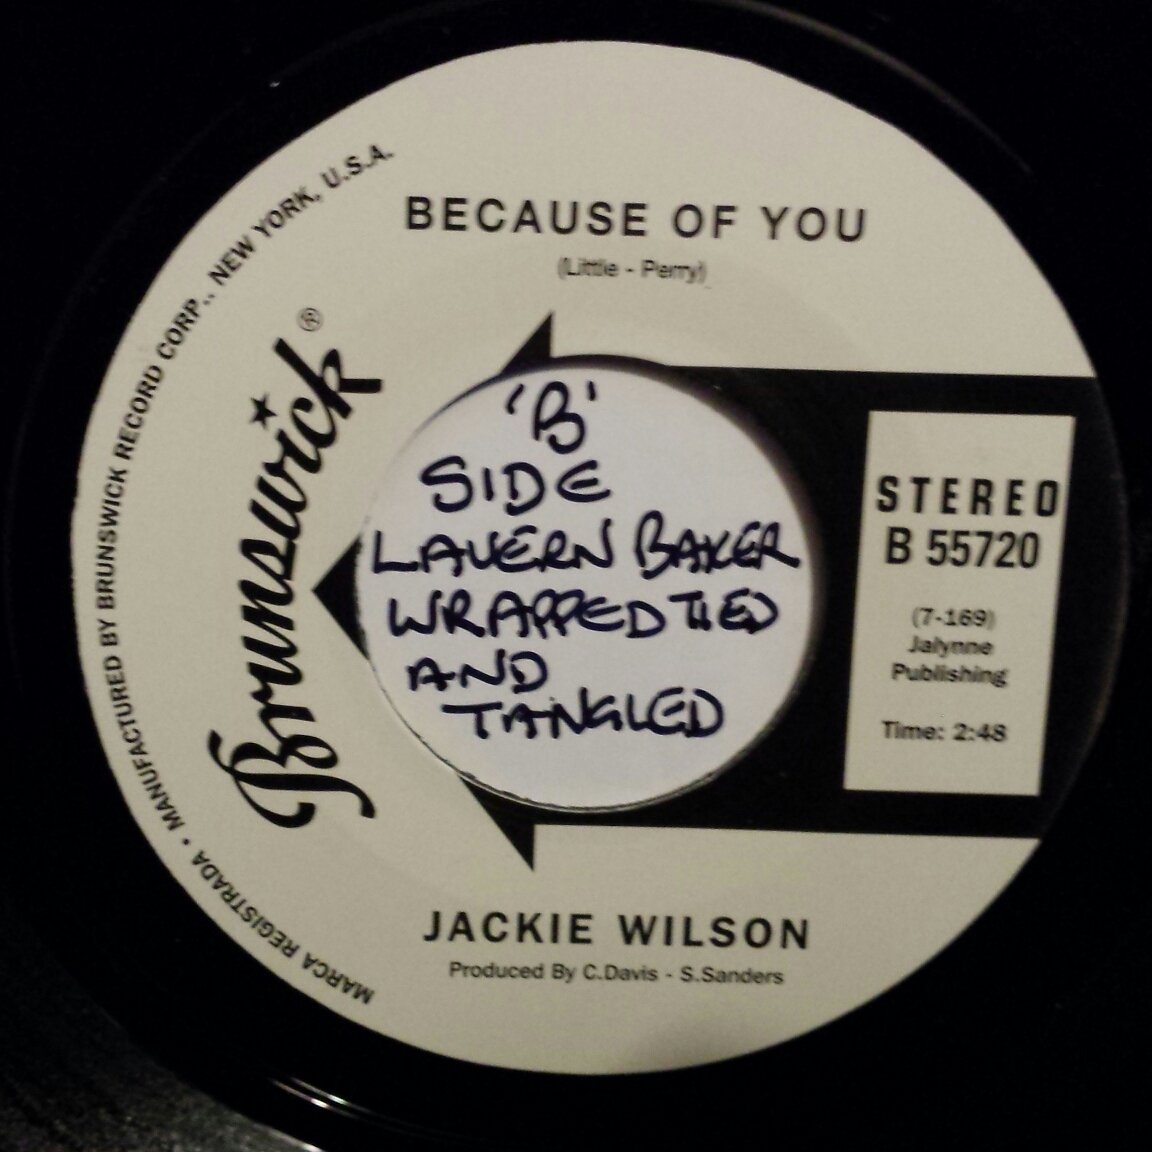 BECAUSE OF YOU
(Little - Perry)
MARCA REGISTRADA • MANUFACTURED BY BRUNSWICK RECORD CORP., NEW YORK, U.S.A.
Brunswick ®
'B'
SIDE
LAVERN BAKER
WRAPPED TIED
AND
TANGLED
STEREO
B 55720
(7-169)
Jalynne
Publishing
Time: 2:48
JACKIE WILSON
Produced By C.Davis - S.Sanders